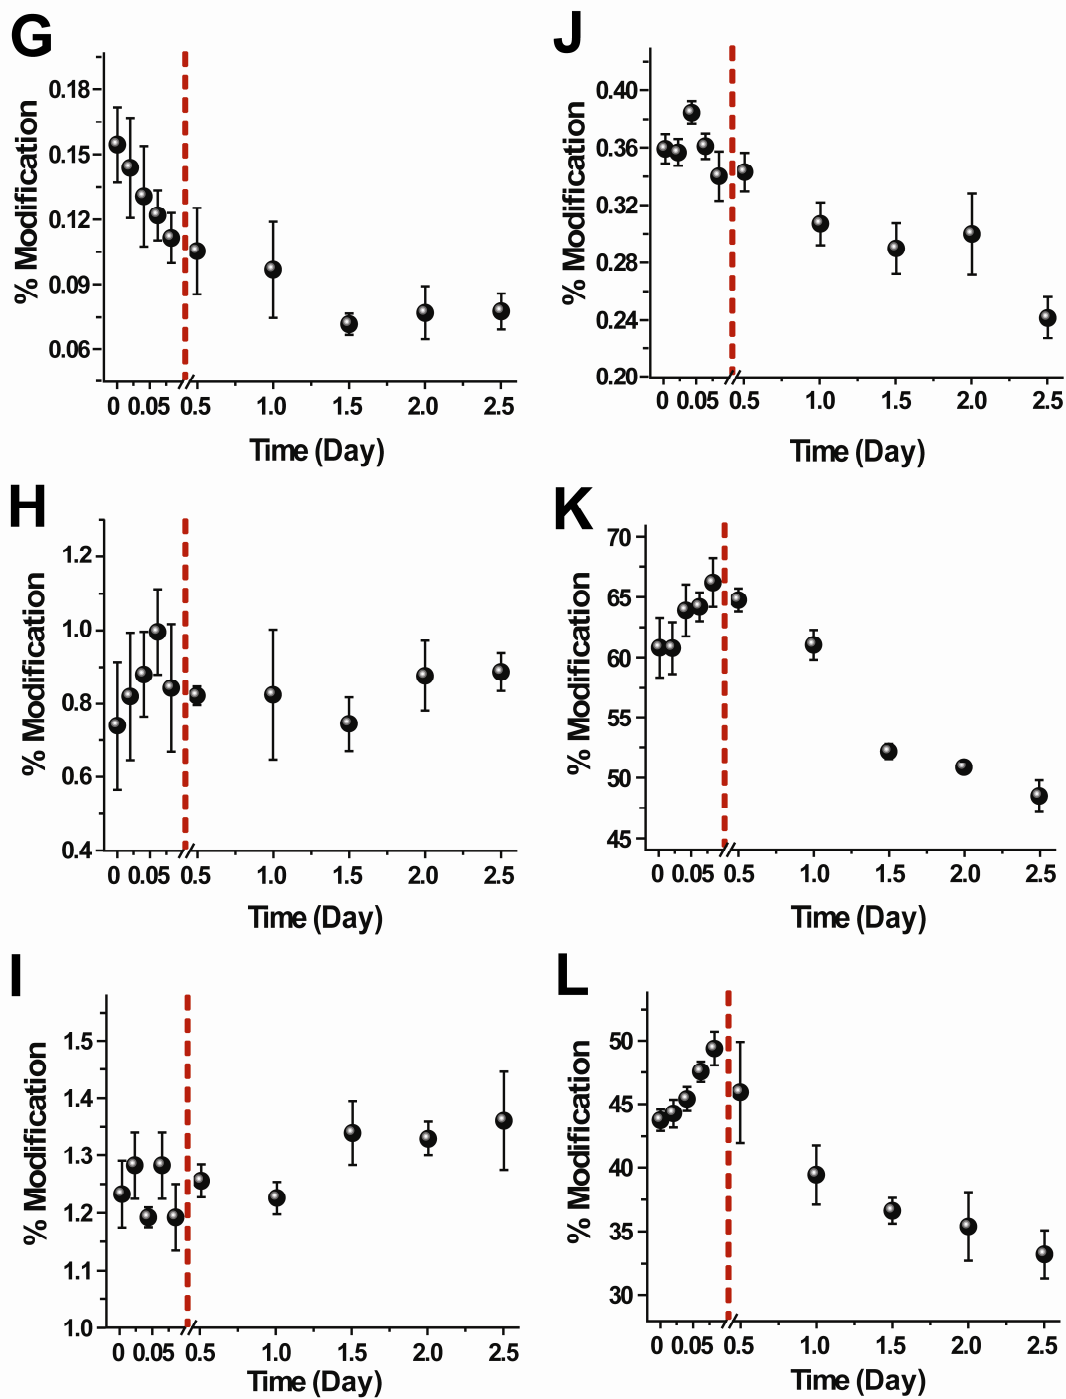 G
% Modification
0.18
0.15
0.12
0.09
0.06
0 0.05 0.5 1.0 1.5 2.0 2.5
Time (Day)
J
% Modification
0.40
0.36
0.32
0.28
0.24
0.20
0 0.05 0.5 1.0 1.5 2.0 2.5
Time (Day)
H
% Modification
1.2
1.0
0.8
0.6
0.4
0 0.05 0.5 1.0 1.5 2.0 2.5
Time (Day)
K
% Modification
70
65
60
55
50
45
0 0.05 0.5 1.0 1.5 2.0 2.5
Time (Day)
I
% Modification
1.5
1.4
1.3
1.2
1.1
1.0
0 0.05 0.5 1.0 1.5 2.0 2.5
Time (Day)
L
% Modification
50
45
40
35
30
0 0.05 0.5 1.0 1.5 2.0 2.5
Time (Day)